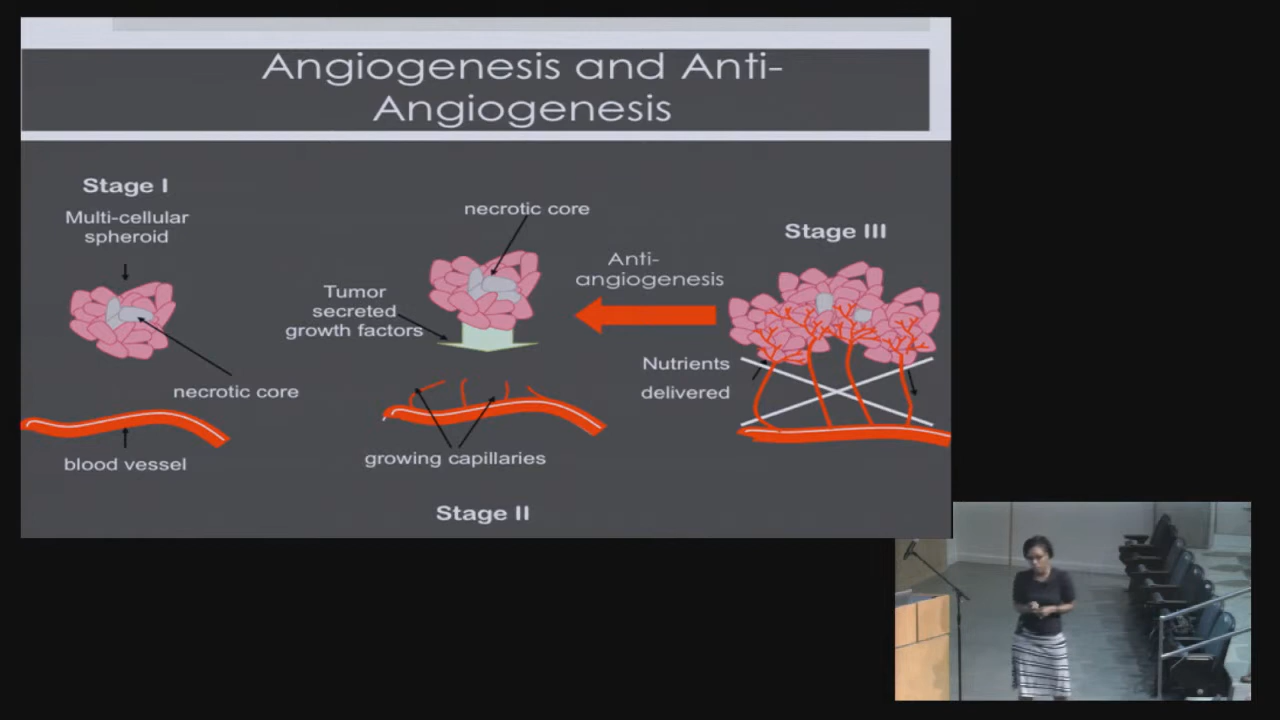 Angiogenesis and Anti-
Angiogenesis
Stage I
Multi-cellular
spheroid
necrotic core
blood vessel
necrotic core
Tumor
secreted
growth factors
growing capillaries
Stage II
Anti-
angiogenesis
Stage III
Nutrients
delivered